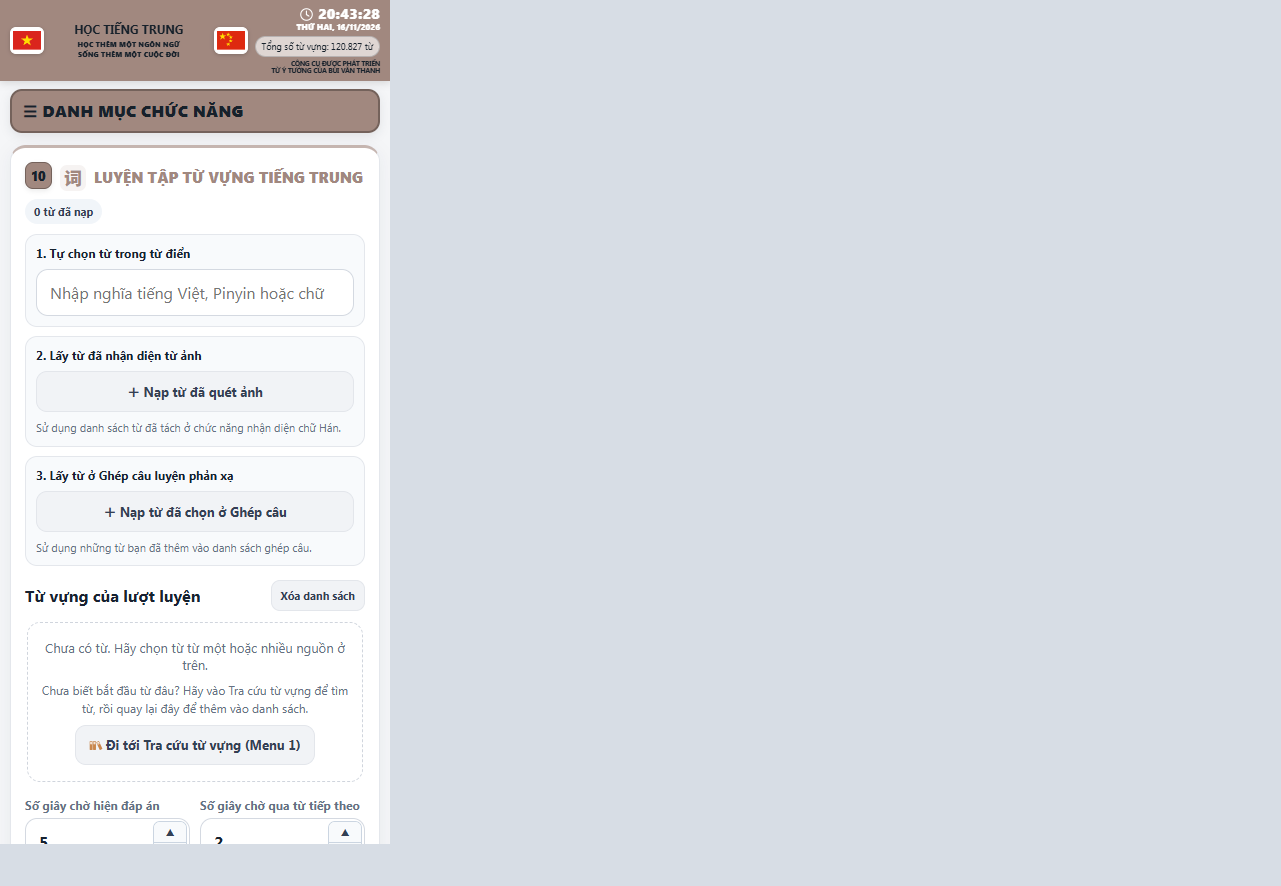 HỌC TIẾNG TRUNG
HỌC THÊM MỘT NGÔN NGỮ
SỐNG THÊM MỘT CUỘC ĐỜI
20:43:28
THỨ HAI, 16/11/2026
Tổng số từ vựng: 120.827 từ
CÔNG CỤ ĐƯỢC PHÁT TRIỂN
TỪ Ý TƯỞNG CỦA BÙI VĂN THANH
☰ DANH MỤC CHỨC NĂNG
10 词 LUYỆN TẬP TỪ VỰNG TIẾNG TRUNG
0 từ đã nạp
1. Tự chọn từ trong từ điển
Nhập nghĩa tiếng Việt, Pinyin hoặc chữ
2. Lấy từ đã nhận diện từ ảnh
+ Nạp từ đã quét ảnh
Sử dụng danh sách từ đã tách ở chức năng nhận diện chữ Hán.
3. Lấy từ ở Ghép câu luyện phản xạ
+ Nạp từ đã chọn ở Ghép câu
Sử dụng những từ bạn đã thêm vào danh sách ghép câu.
Từ vựng của lượt luyện
Xóa danh sách
Chưa có từ. Hãy chọn từ từ một hoặc nhiều nguồn ở
trên.
Chưa biết bắt đầu từ đâu? Hãy vào Tra cứu từ vựng để tìm
từ, rồi quay lại đây để thêm vào danh sách.
Đi tới Tra cứu từ vựng (Menu 1)
Số giây chờ hiện đáp án
Số giây chờ qua từ tiếp theo
5 ▲
2 ▲